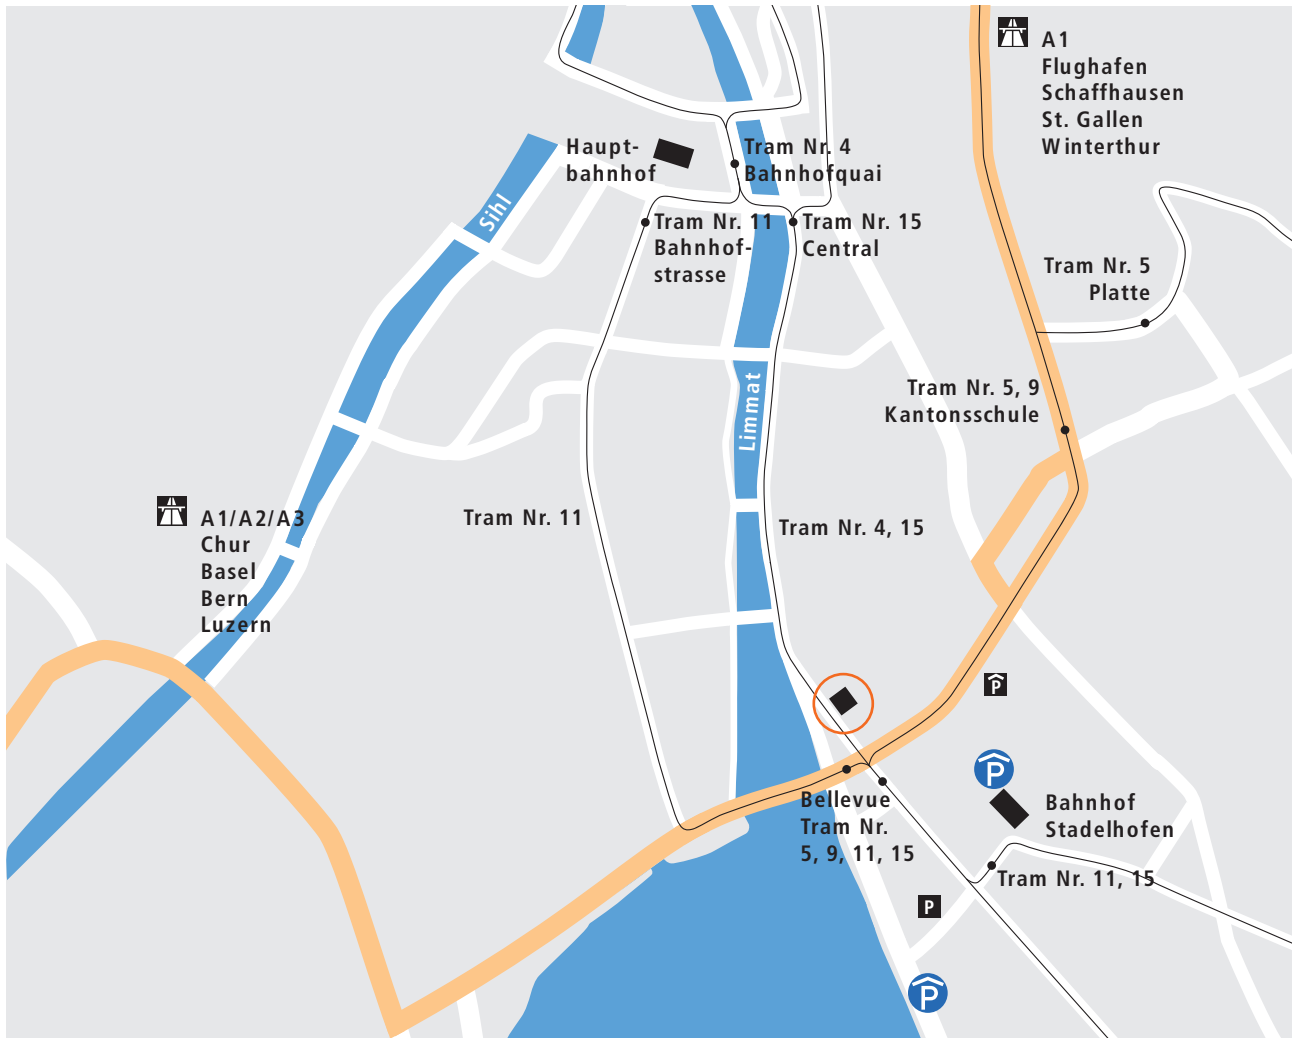 A1
Flughafen
Schaffhausen
St. Gallen
Winterthur
Haupt-
bahnhof
Tram Nr. 4
Bahnhofquai
Sihl
Tram Nr. 11
Bahnhof-
strasse
Tram Nr. 15
Central
Tram Nr. 5
Platte
Limmat
Tram Nr. 5, 9
Kantonsschule
A1/A2/A3
Chur
Basel
Bern
Luzern
Tram Nr. 11
Tram Nr. 4, 15
P
P
Bellevue
Tram Nr.
5, 9, 11, 15
Bahnhof
Stadelhofen
Tram Nr. 11, 15
P
P